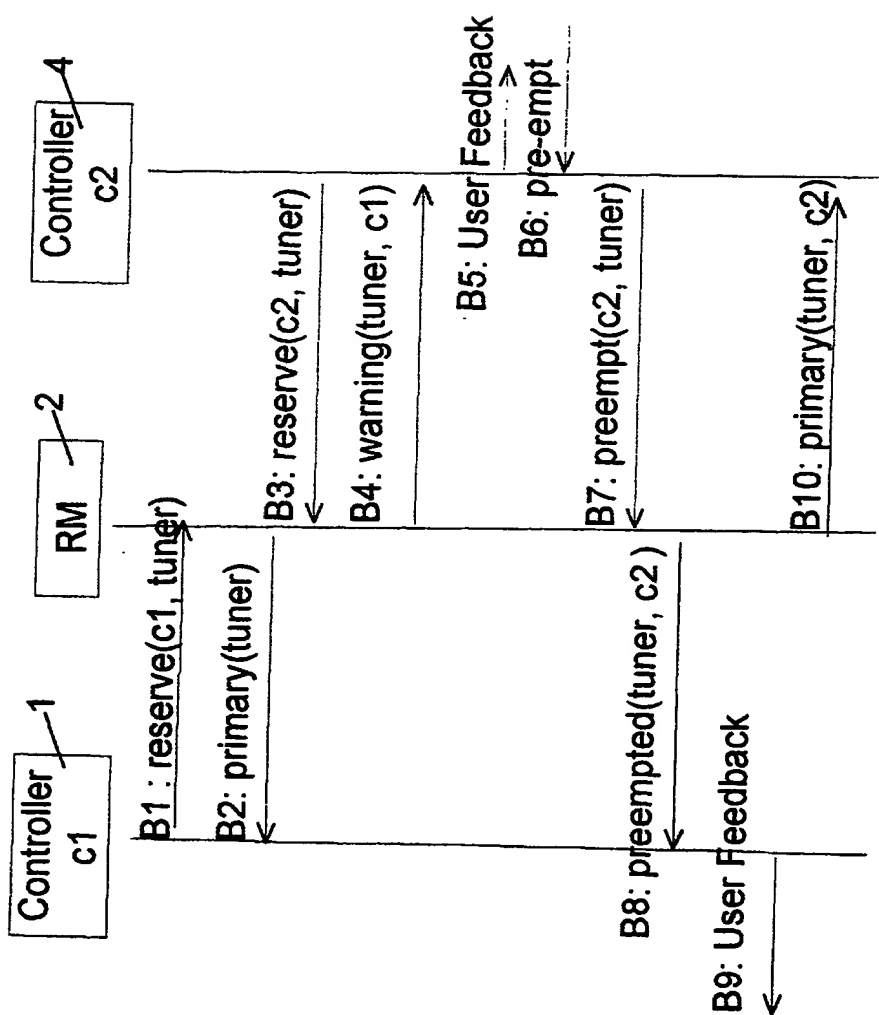 Controller
c1
1
RM
2
Controller
c2
4
B1 : reserve(c1, tuner)
B2: primary(tuner)
B3: reserve(c2, tuner)
B4: warning(tuner, c1)
B5: User Feedback
B6: pre-empt
B7: preempt(c2, tuner)
B8: preempted(tuner, c2)
B9: User Feedback
B10: primary(tuner, c2)